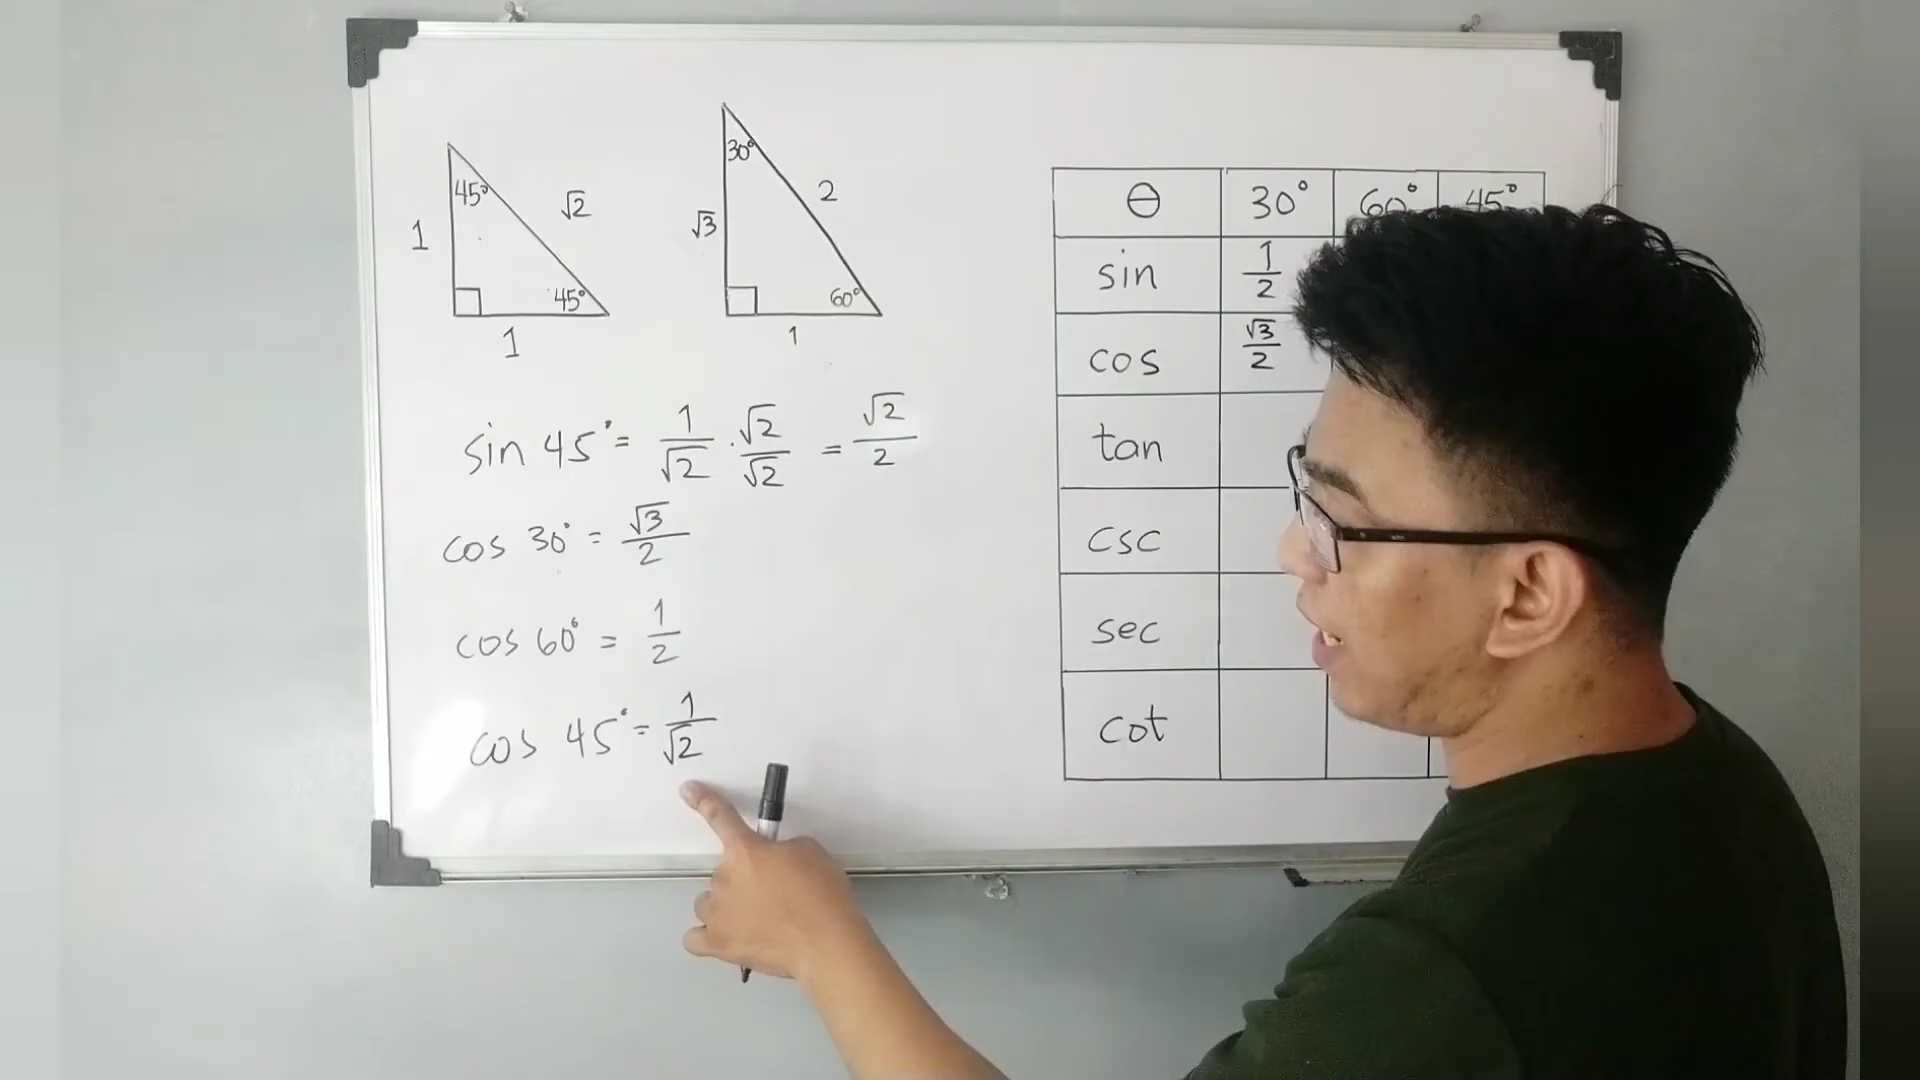 45°
√2
1
45°
1
30°
2
√3
60°
1
sin 45° = 1/√2 · √2/√2 = √2/2
cos 30° = √3/2
cos 60° = 1/2
cos 45° = 1/√2
θ 30° 60° 45°
sin 1/2
cos √3/2
tan
csc
sec
cot